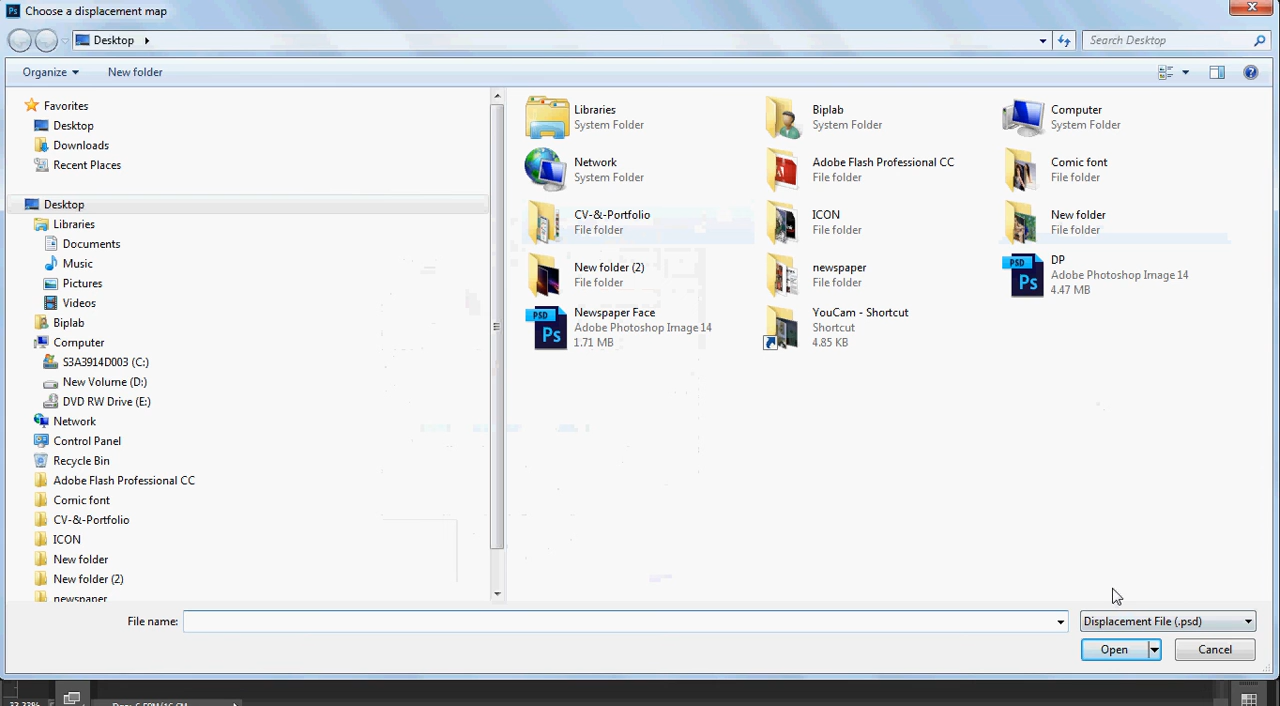 Ps Choose a displacement map
Desktop
Search Desktop
Organize New folder
Favorites
Desktop
Downloads
Recent Places
Desktop
Libraries
Documents
Music
Pictures
Videos
Biplab
Computer
S3A3914D003 (C:)
New Volume (D:)
DVD RW Drive (E:)
Network
Control Panel
Recycle Bin
Adobe Flash Professional CC
Comic font
CV-&-Portfolio
ICON
New folder
New folder (2)
newspaper
Libraries
System Folder
Biplab
System Folder
Computer
System Folder
Network
System Folder
Adobe Flash Professional CC
File folder
Comic font
File folder
CV-&-Portfolio
File folder
ICON
File folder
New folder
File folder
New folder (2)
File folder
newspaper
File folder
PSD
Ps
DP
Adobe Photoshop Image 14
4.47 MB
PSD
Ps
Newspaper Face
Adobe Photoshop Image 14
1.71 MB
YouCam - Shortcut
Shortcut
4.85 KB
File name:
Displacement File (.psd)
Open Cancel